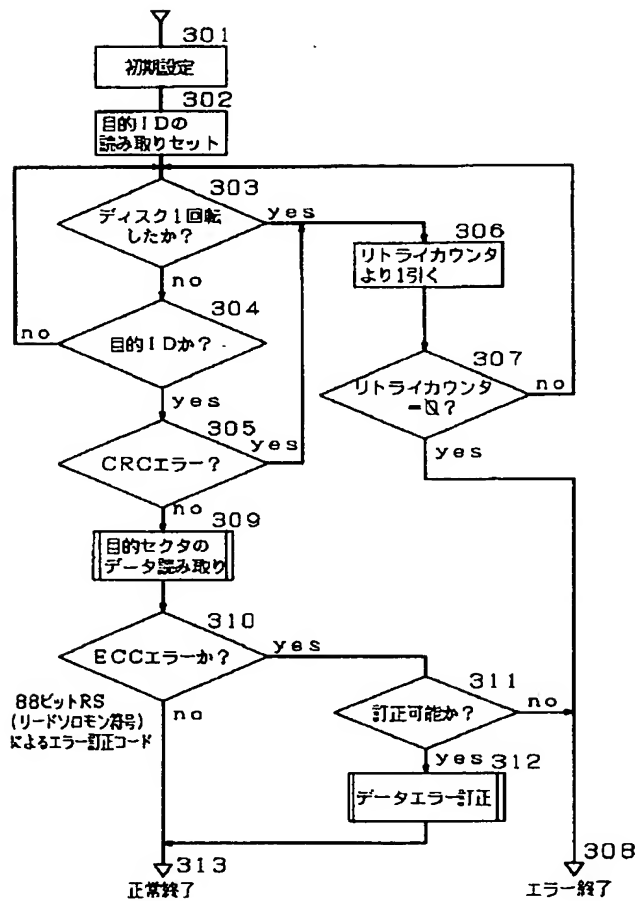 301
初期設定
302
目的IDの
読み取りセット
303
ディスク1回転
したか?
yes
no
306
リトライカウンタ
より1引く
304
目的IDか?
no
yes
307
リトライカウンタ
=0?
no
yes
305
CRCエラー?
yes
no
309
目的セクタの
データ読み取り
310
ECCエラーか?
yes
no
88ビットRS
(リードソロモン符号)
によるエラー訂正コード
311
訂正可能か?
no
yes
312
データエラー訂正
313
正常終了
308
エラー終了